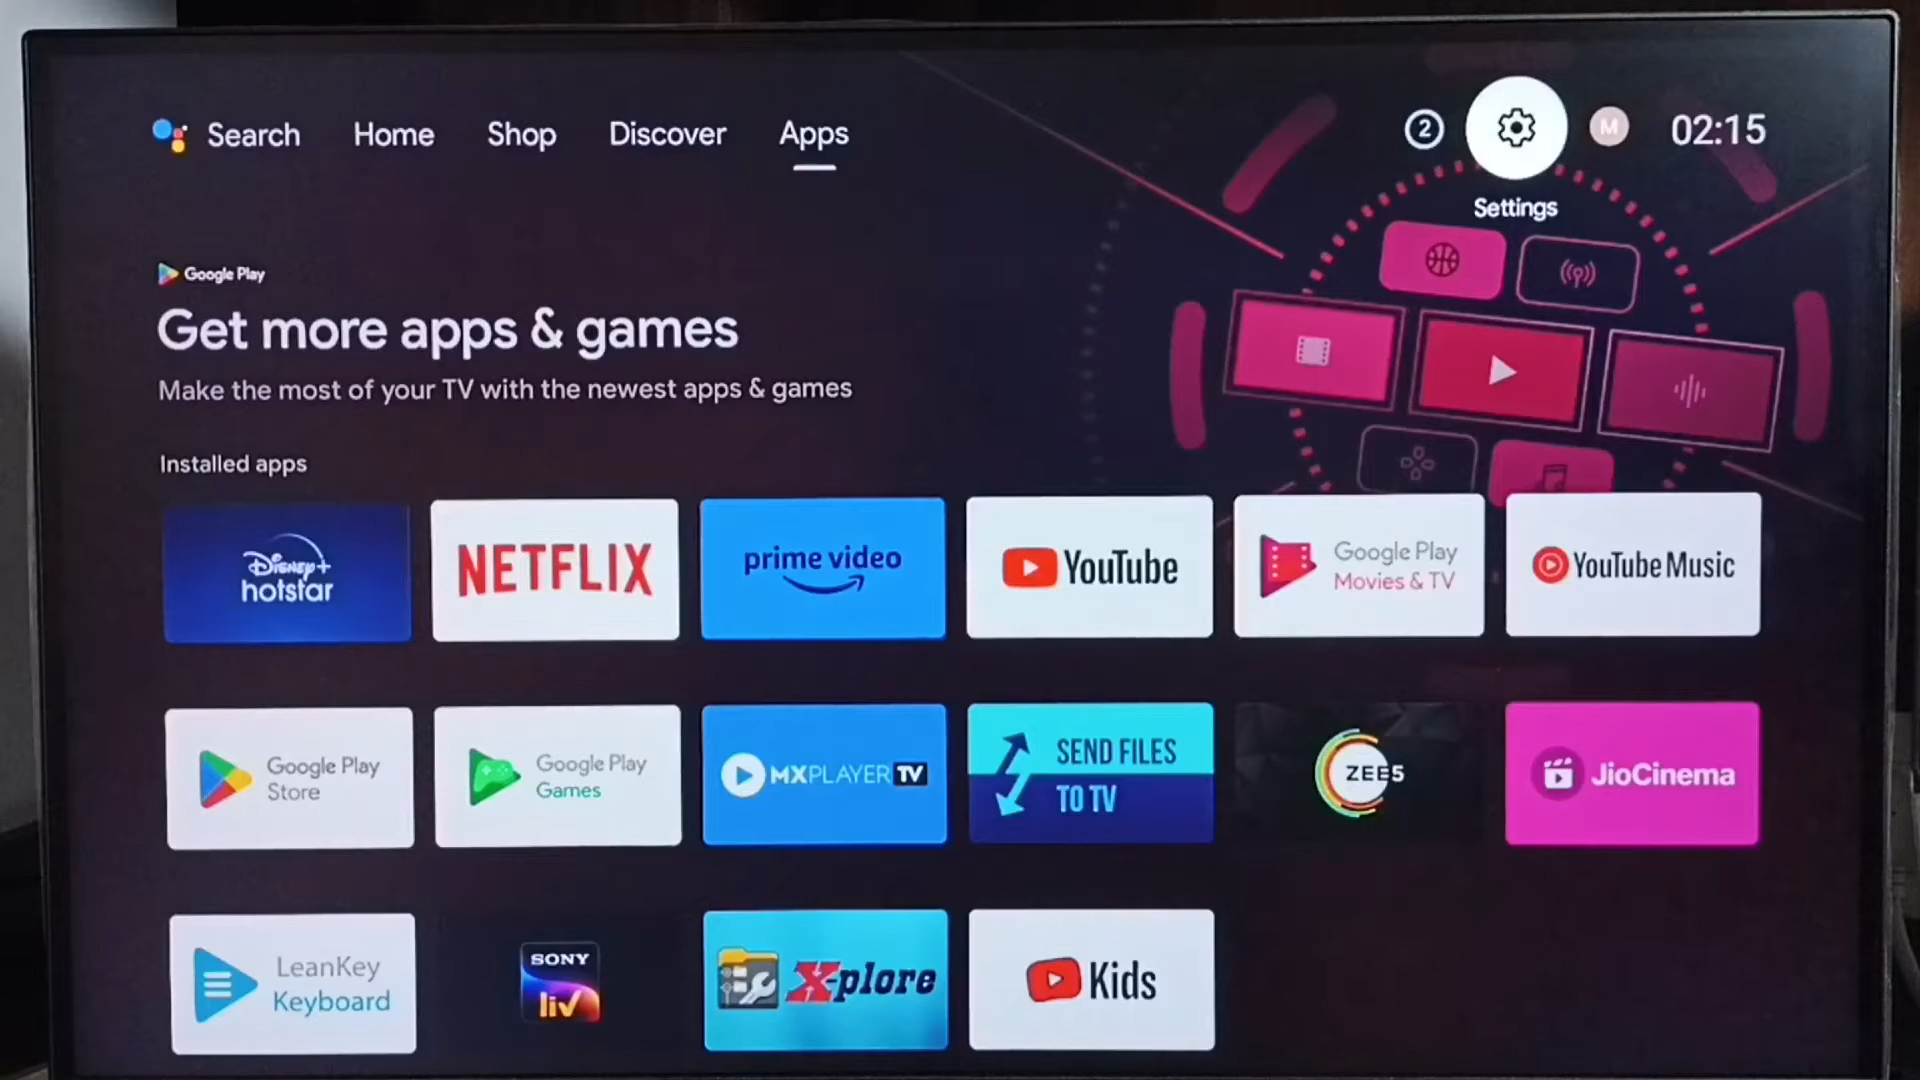 Search Home Shop Discover Apps
2
M
02:15
Settings
Google Play
Get more apps & games
Make the most of your TV with the newest apps & games
Installed apps
Disney+
hotstar
NETFLIX
prime video
YouTube
Google Play
Movies & TV
YouTube Music
Google Play
Store
Google Play
Games
MXPLAYER TV
SEND FILES
TO TV
ZEE5
JioCinema
LeanKey
Keyboard
SONY
liv
X-plore
Kids